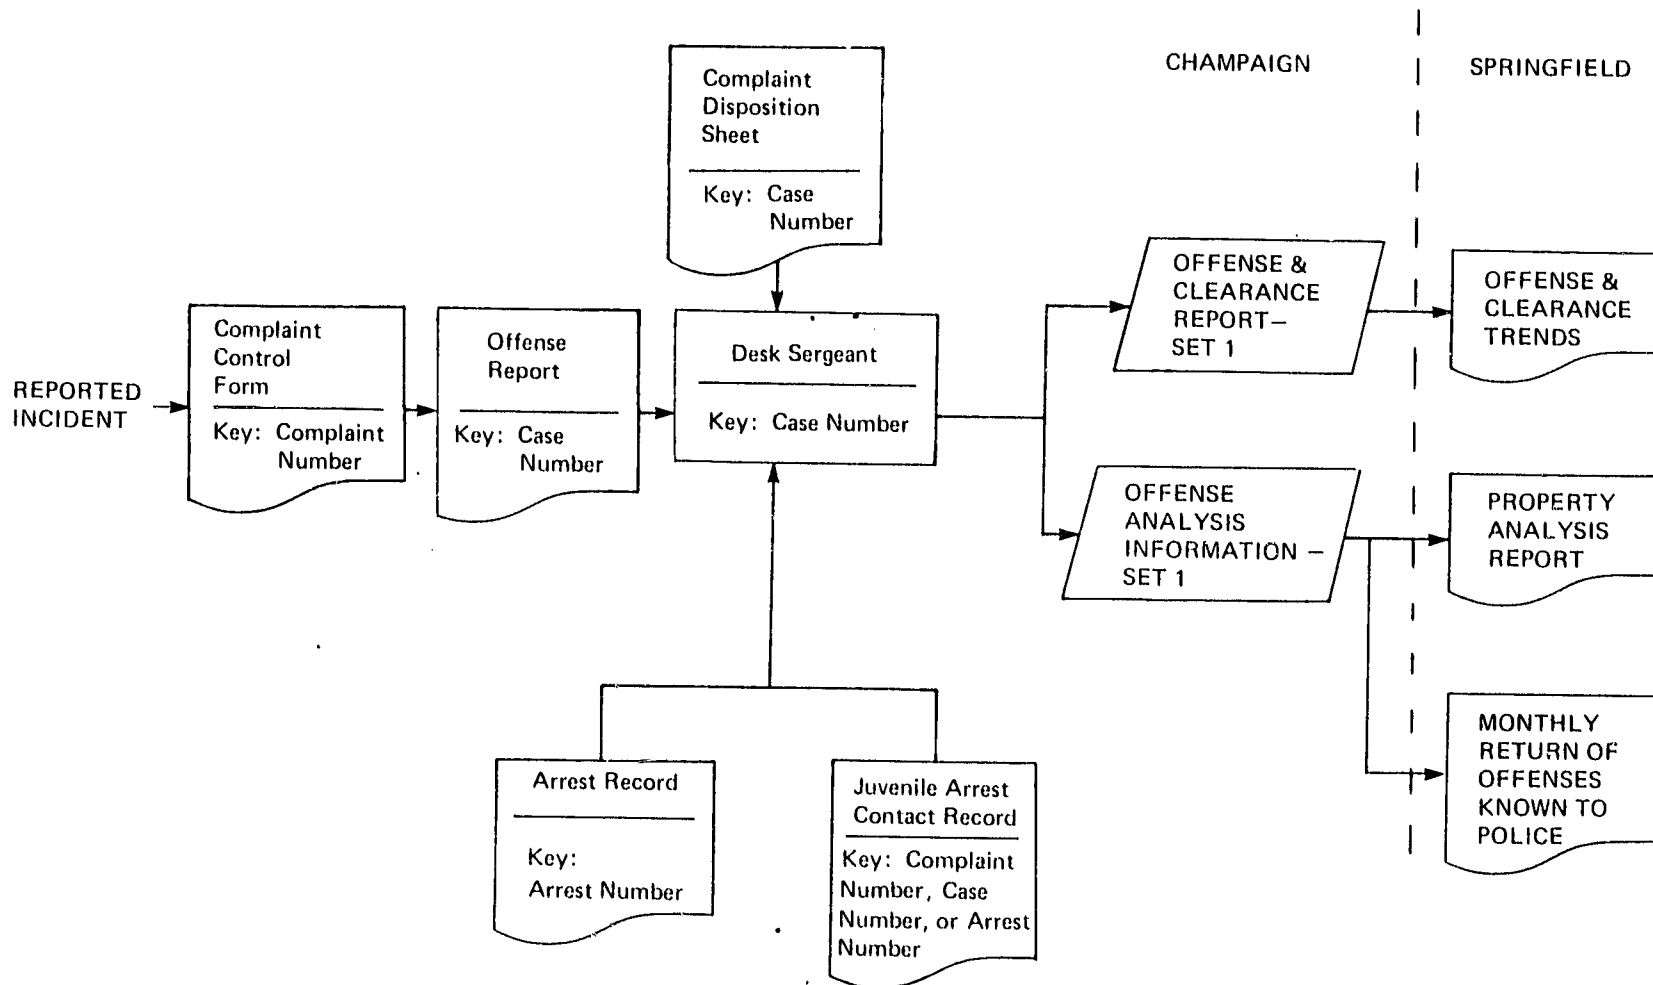 CHAMPAIGN
SPRINGFIELD
Complaint
Disposition
Sheet
Key: Case
Number
REPORTED
INCIDENT
Complaint
Control
Form
Key: Complaint
Number
Offense
Report
Key: Case
Number
Desk Sergeant
Key: Case Number
OFFENSE &
CLEARANCE
REPORT—
SET 1
OFFENSE &
CLEARANCE
TRENDS
OFFENSE
ANALYSIS
INFORMATION —
SET 1
PROPERTY
ANALYSIS
REPORT
MONTHLY
RETURN OF
OFFENSES
KNOWN TO
POLICE
Arrest Record
Key:
Arrest Number
Juvenile Arrest
Contact Record
Key: Complaint
Number, Case
Number, or Arrest
Number